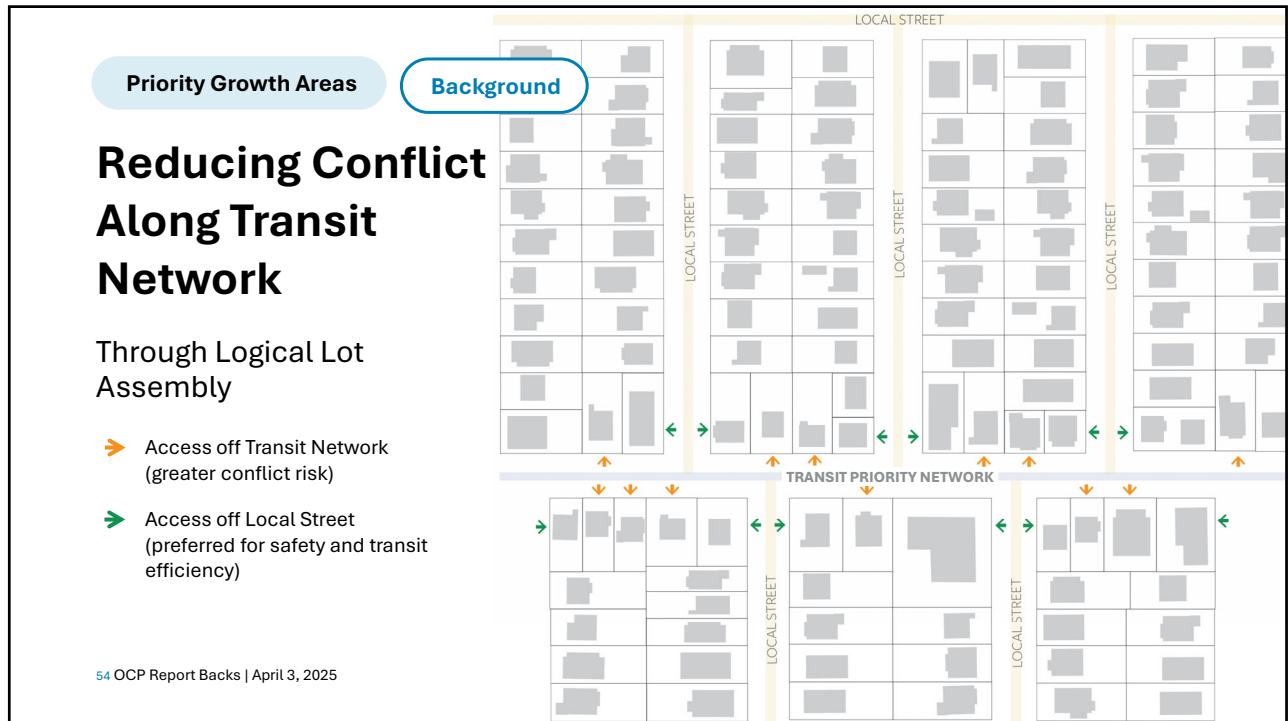 LOCAL STREET
Priority Growth Areas
Background
Reducing Conflict
Along Transit
Network
Through Logical Lot
Assembly
Access off Transit Network
(greater conflict risk)
Access off Local Street
(preferred for safety and transit
efficiency)
LOCAL STREET
LOCAL STREET
LOCAL STREET
TRANSIT PRIORITY NETWORK
LOCAL STREET
LOCAL STREET
54 OCP Report Backs | April 3, 2025